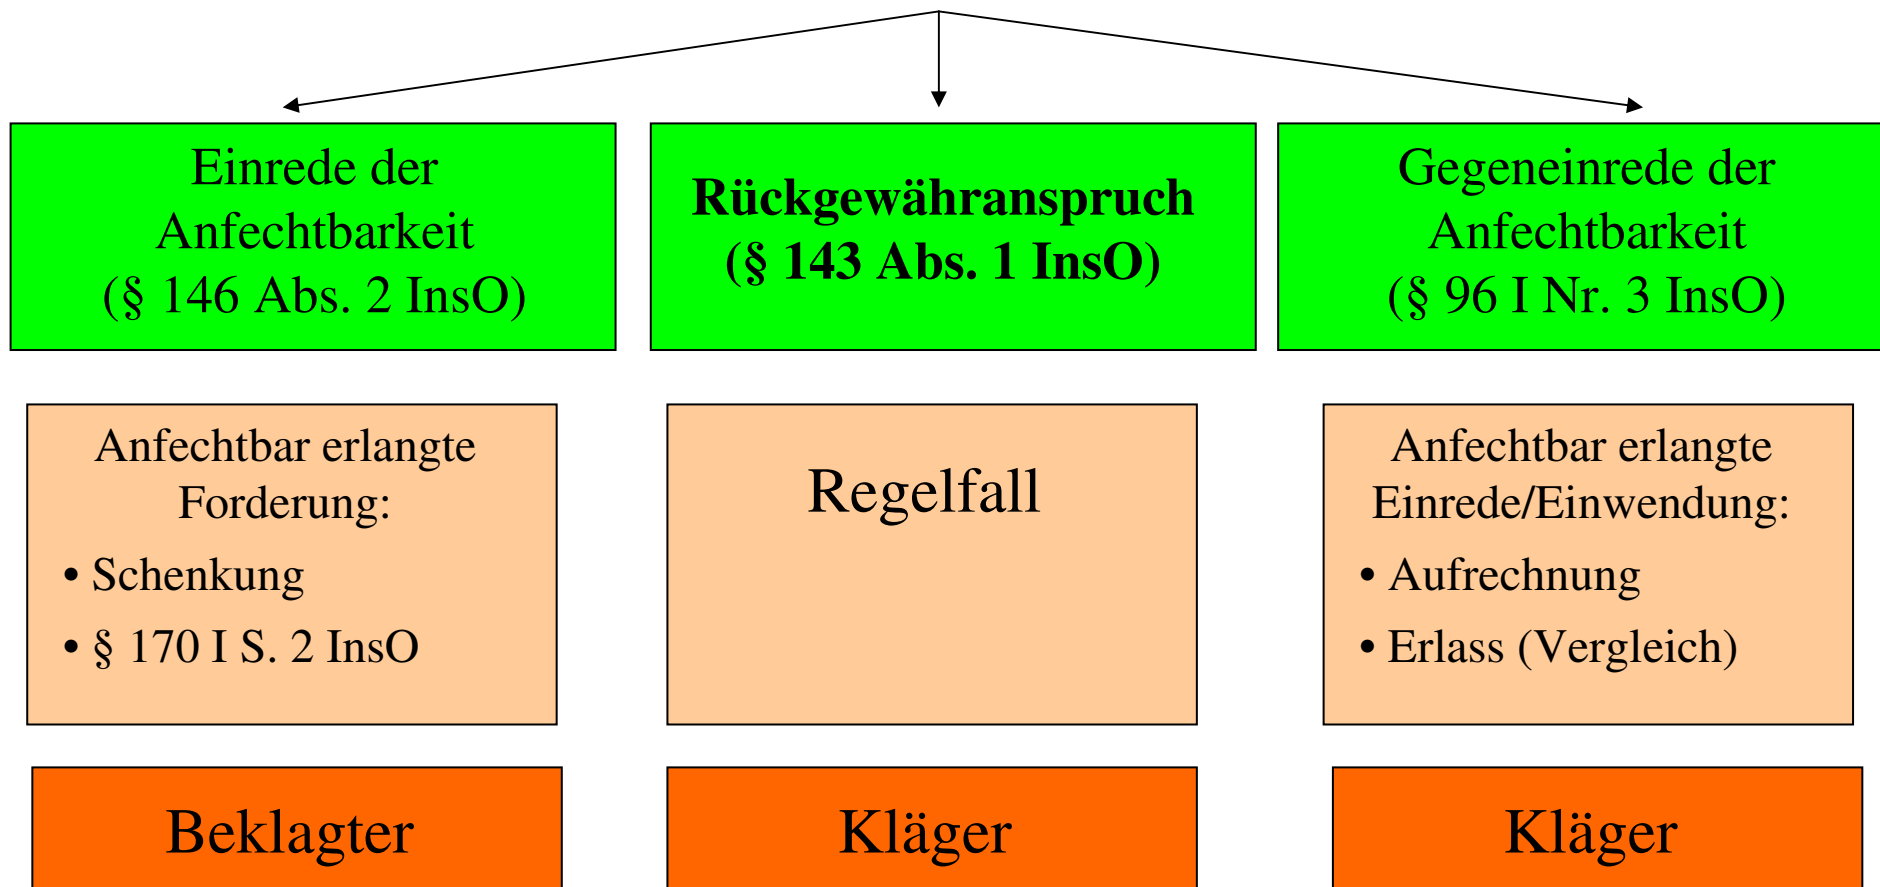 Einrede der
Anfechtbarkeit
(§ 146 Abs. 2 InsO)
Rückgewähranspruch
(§ 143 Abs. 1 InsO)
Gegeneinrede der
Anfechtbarkeit
(§ 96 I Nr. 3 InsO)
Anfechtbar erlangte
Forderung:
• Schenkung
• § 170 I S. 2 InsO
Regelfall
Anfechtbar erlangte
Einrede/Einwendung:
• Aufrechnung
• Erlass (Vergleich)
Beklagter
Kläger
Kläger